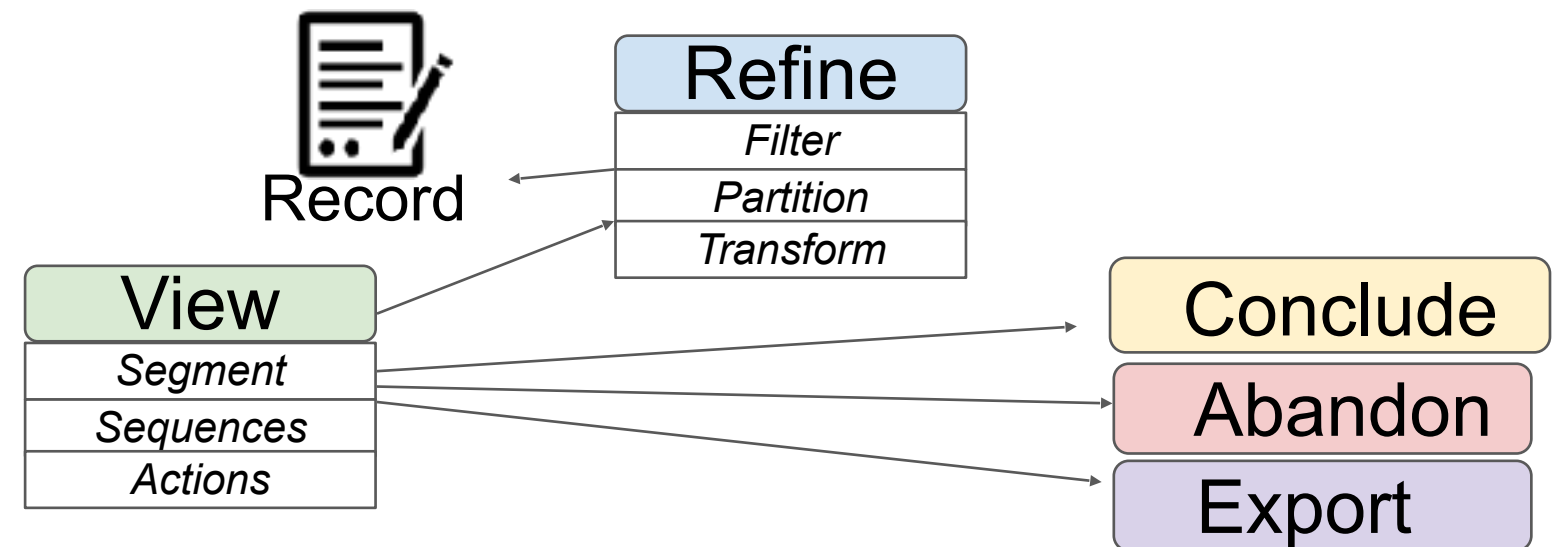 Record
Refine
Filter
Partition
Transform
View
Segment
Sequences
Actions
Conclude
Abandon
Export